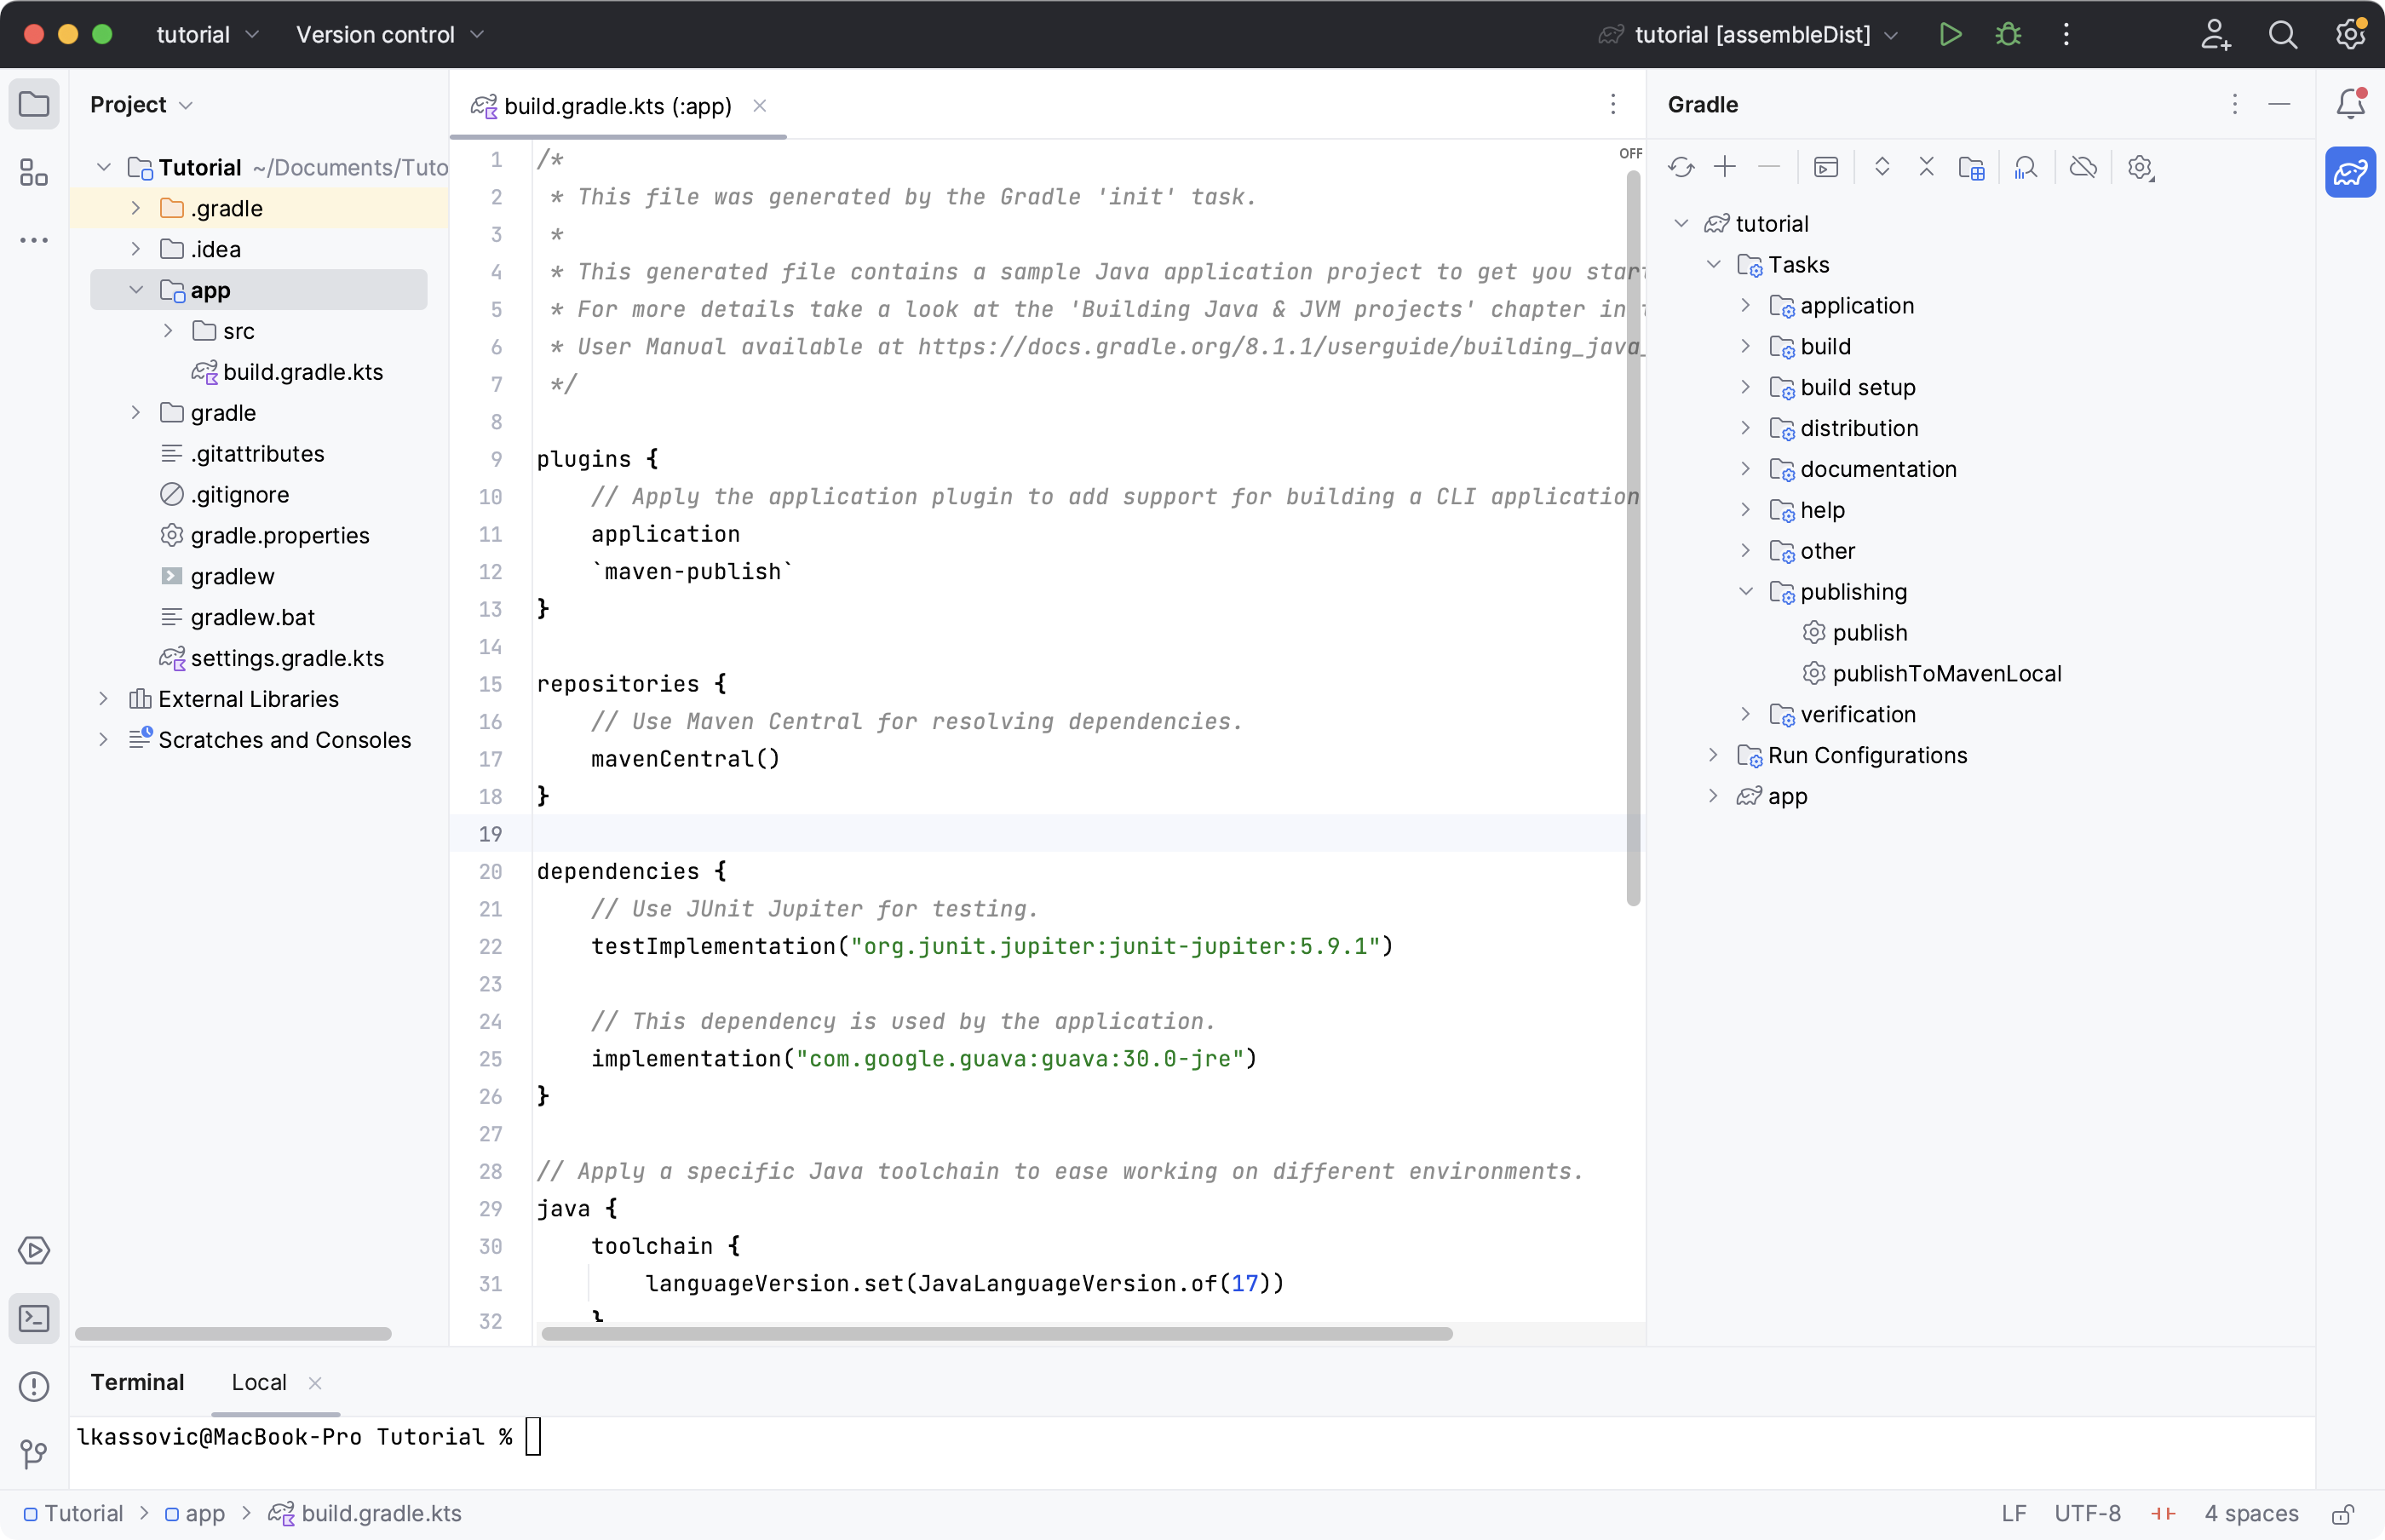 tutorial
Version control
tutorial [assembleDist]
Project
Tutorial ~/Documents/Tuto
.gradle
.idea
app
src
build.gradle.kts
gradle
.gitattributes
.gitignore
gradle.properties
gradlew
gradlew.bat
settings.gradle.kts
External Libraries
Scratches and Consoles
build.gradle.kts (:app)
OFF
1 /*
2  * This file was generated by the Gradle 'init' task.
3  *
4  * This generated file contains a sample Java application project to get you start
5  * For more details take a look at the 'Building Java & JVM projects' chapter in t
6  * User Manual available at https://docs.gradle.org/8.1.1/userguide/building_java_
7  */
8
9 plugins {
10     // Apply the application plugin to add support for building a CLI application
11     application
12     `maven-publish`
13 }
14
15 repositories {
16     // Use Maven Central for resolving dependencies.
17     mavenCentral()
18 }
19
20 dependencies {
21     // Use JUnit Jupiter for testing.
22     testImplementation("org.junit.jupiter:junit-jupiter:5.9.1")
23
24     // This dependency is used by the application.
25     implementation("com.google.guava:guava:30.0-jre")
26 }
27
28 // Apply a specific Java toolchain to ease working on different environments.
29 java {
30     toolchain {
31         languageVersion.set(JavaLanguageVersion.of(17))
32     }
Gradle
tutorial
Tasks
application
build
build setup
distribution
documentation
help
other
publishing
publish
publishToMavenLocal
verification
Run Configurations
app
Terminal
Local
lkassovic@MacBook-Pro Tutorial %
Tutorial > app > build.gradle.kts
LF
UTF-8
4 spaces